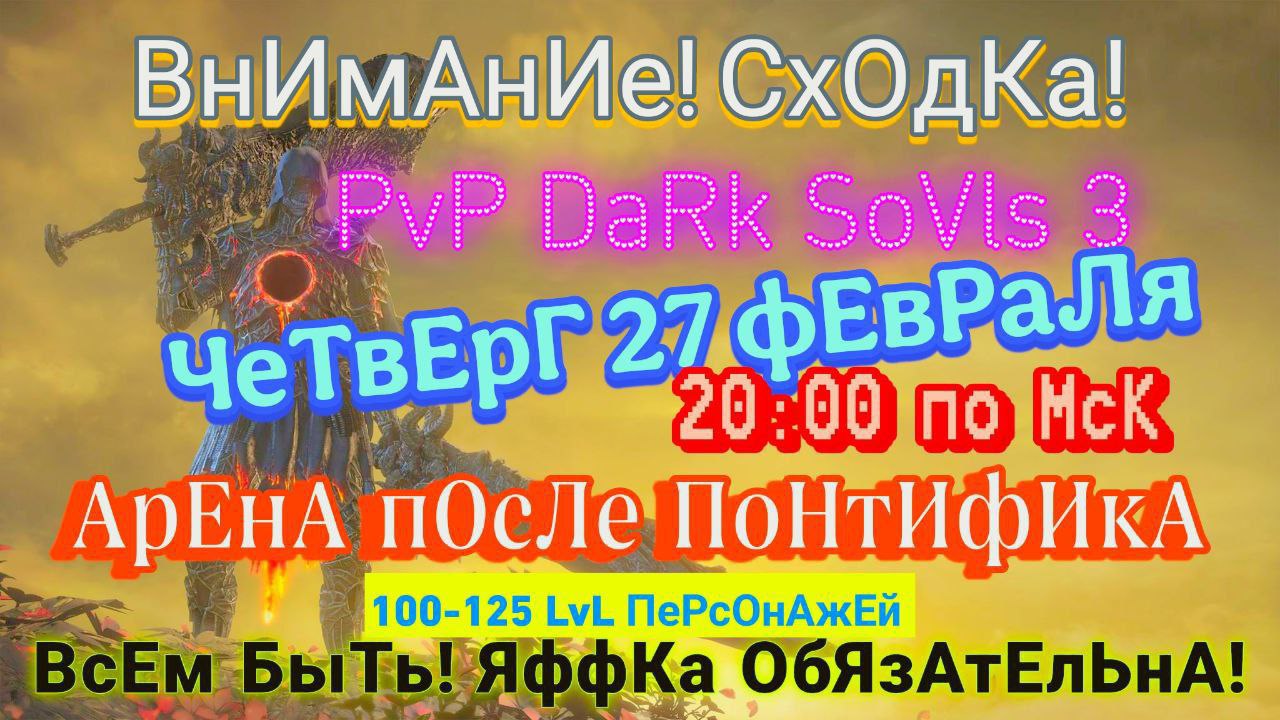 ВнИмАнИе! СхОдКа!
PvP DaRk SoVls 3
ЧеТвЕрГ 27 фЕвРаЛя
20:00 по МсК
АрЕнА пОсЛе ПоНтИфИкА
100-125 LvL ПеРсОнАжЕй
ВсЕм БыТь! ЯффКа ОбЯзАтЕлЬнА!